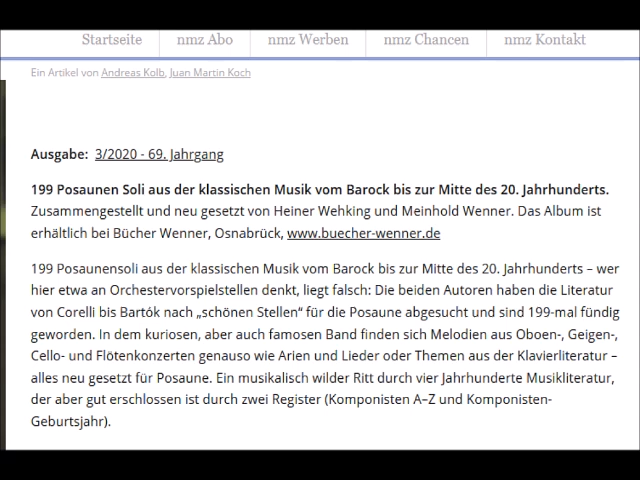 Startseite nmz Abo nmz Werben nmz Chancen nmz Kontakt
Ein Artikel von Andreas Kolb, Juan Martin Koch
Ausgabe: 3/2020 - 69. Jahrgang
199 Posaunen Soli aus der klassischen Musik vom Barock bis zur Mitte des 20. Jahrhunderts.
Zusammengestellt und neu gesetzt von Heiner Wehking und Meinhold Wenner. Das Album ist
erhältlich bei Bücher Wenner, Osnabrück, www.buecher-wenner.de
199 Posaunensoli aus der klassischen Musik vom Barock bis zur Mitte des 20. Jahrhunderts – wer
hier etwa an Orchestervorspielstellen denkt, liegt falsch: Die beiden Autoren haben die Literatur
von Corelli bis Bartók nach „schönen Stellen“ für die Posaune abgesucht und sind 199-mal fündig
geworden. In dem kuriosen, aber auch famosen Band finden sich Melodien aus Oboen-, Geigen-,
Cello- und Flötenkonzerten genauso wie Arien und Lieder oder Themen aus der Klavierliteratur –
alles neu gesetzt für Posaune. Ein musikalisch wilder Ritt durch vier Jahrhunderte Musikliteratur,
der aber gut erschlossen ist durch zwei Register (Komponisten A–Z und Komponisten-
Geburtsjahr).